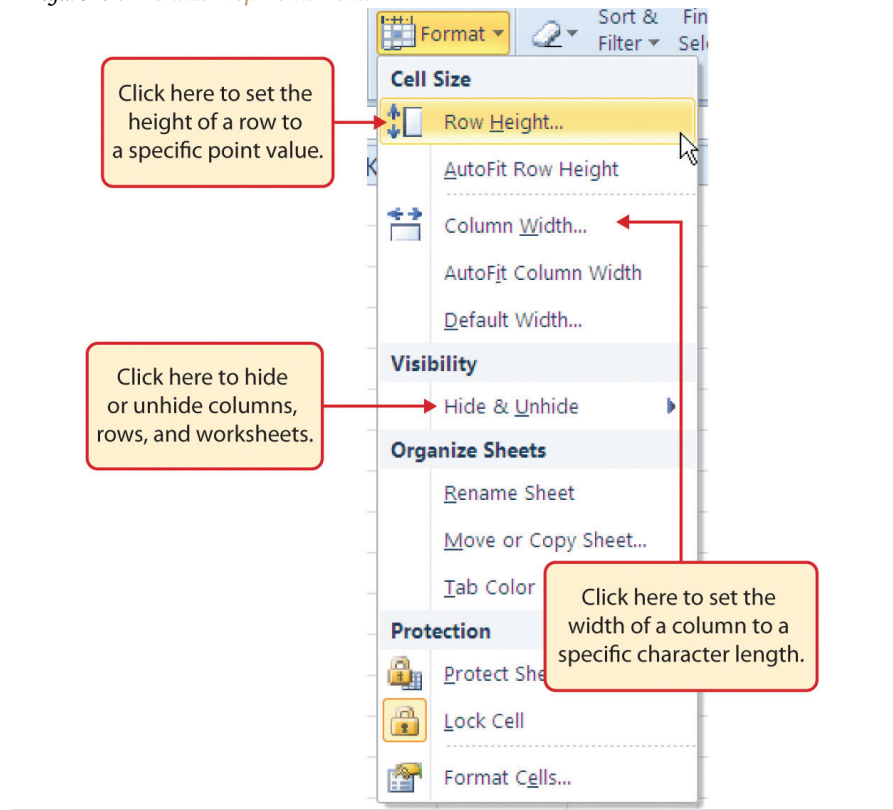 Format
Sort &
Filter
Cell Size
Click here to set the
height of a row to
a specific point value.
Row Height...
AutoFit Row Height
Column Width...
AutoFit Column Width
Default Width...
Visibility
Click here to hide
or unhide columns,
rows, and worksheets.
Hide & Unhide
Organize Sheets
Rename Sheet
Move or Copy Sheet...
Tab Color
Click here to set the
width of a column to a
specific character length.
Protection
Protect
Lock Cell
Format Cells...